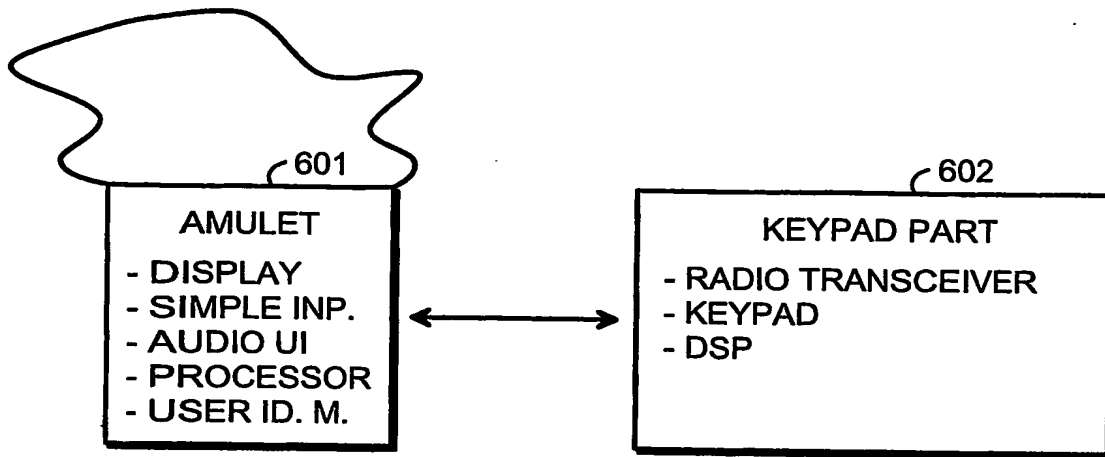 601
AMULET
- DISPLAY
- SIMPLE INP.
- AUDIO UI
- PROCESSOR
- USER ID. M.
602
KEYPAD PART
- RADIO TRANSCEIVER
- KEYPAD
- DSP